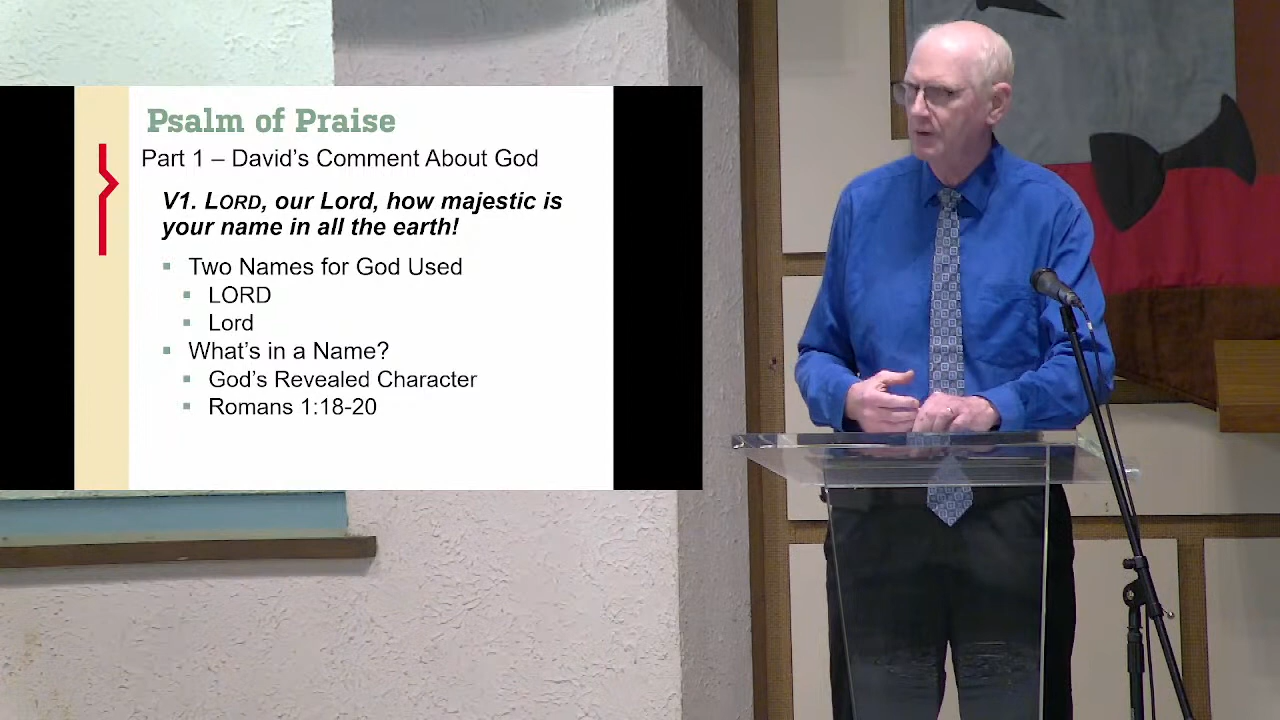 Psalm of Praise
Part 1 – David's Comment About God
V1. LORD, our Lord, how majestic is
your name in all the earth!
Two Names for God Used
LORD
Lord
What's in a Name?
God's Revealed Character
Romans 1:18-20